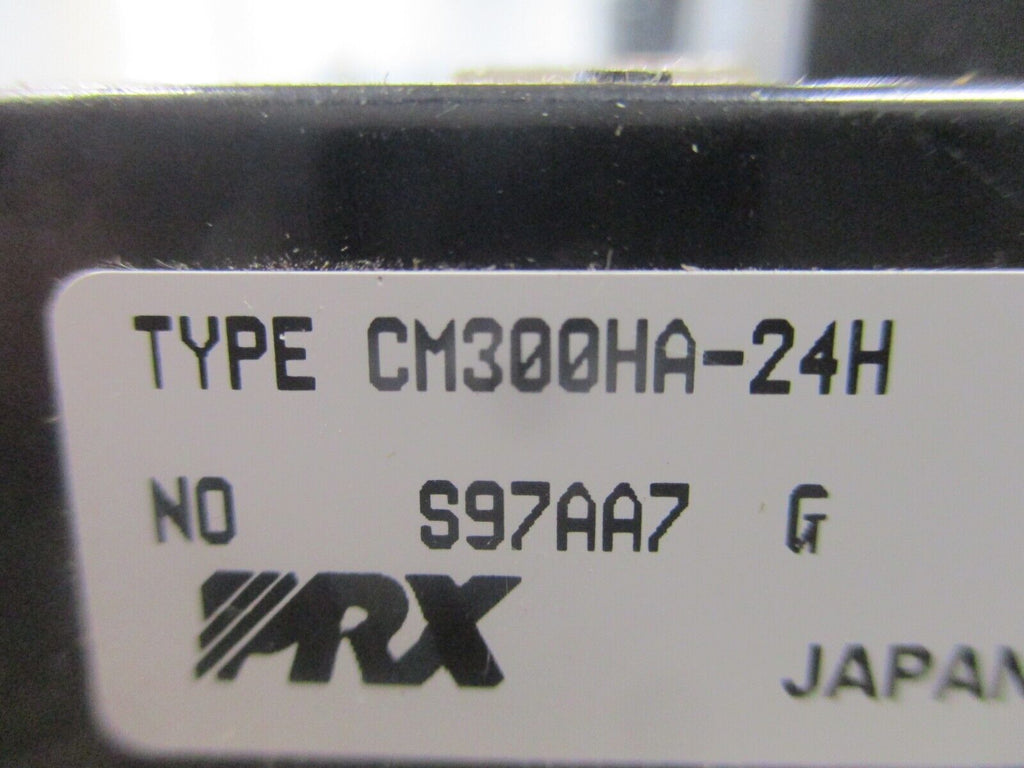 TYPE CM300HA-24H
NO S97AA7 G
PRX
JAPAN